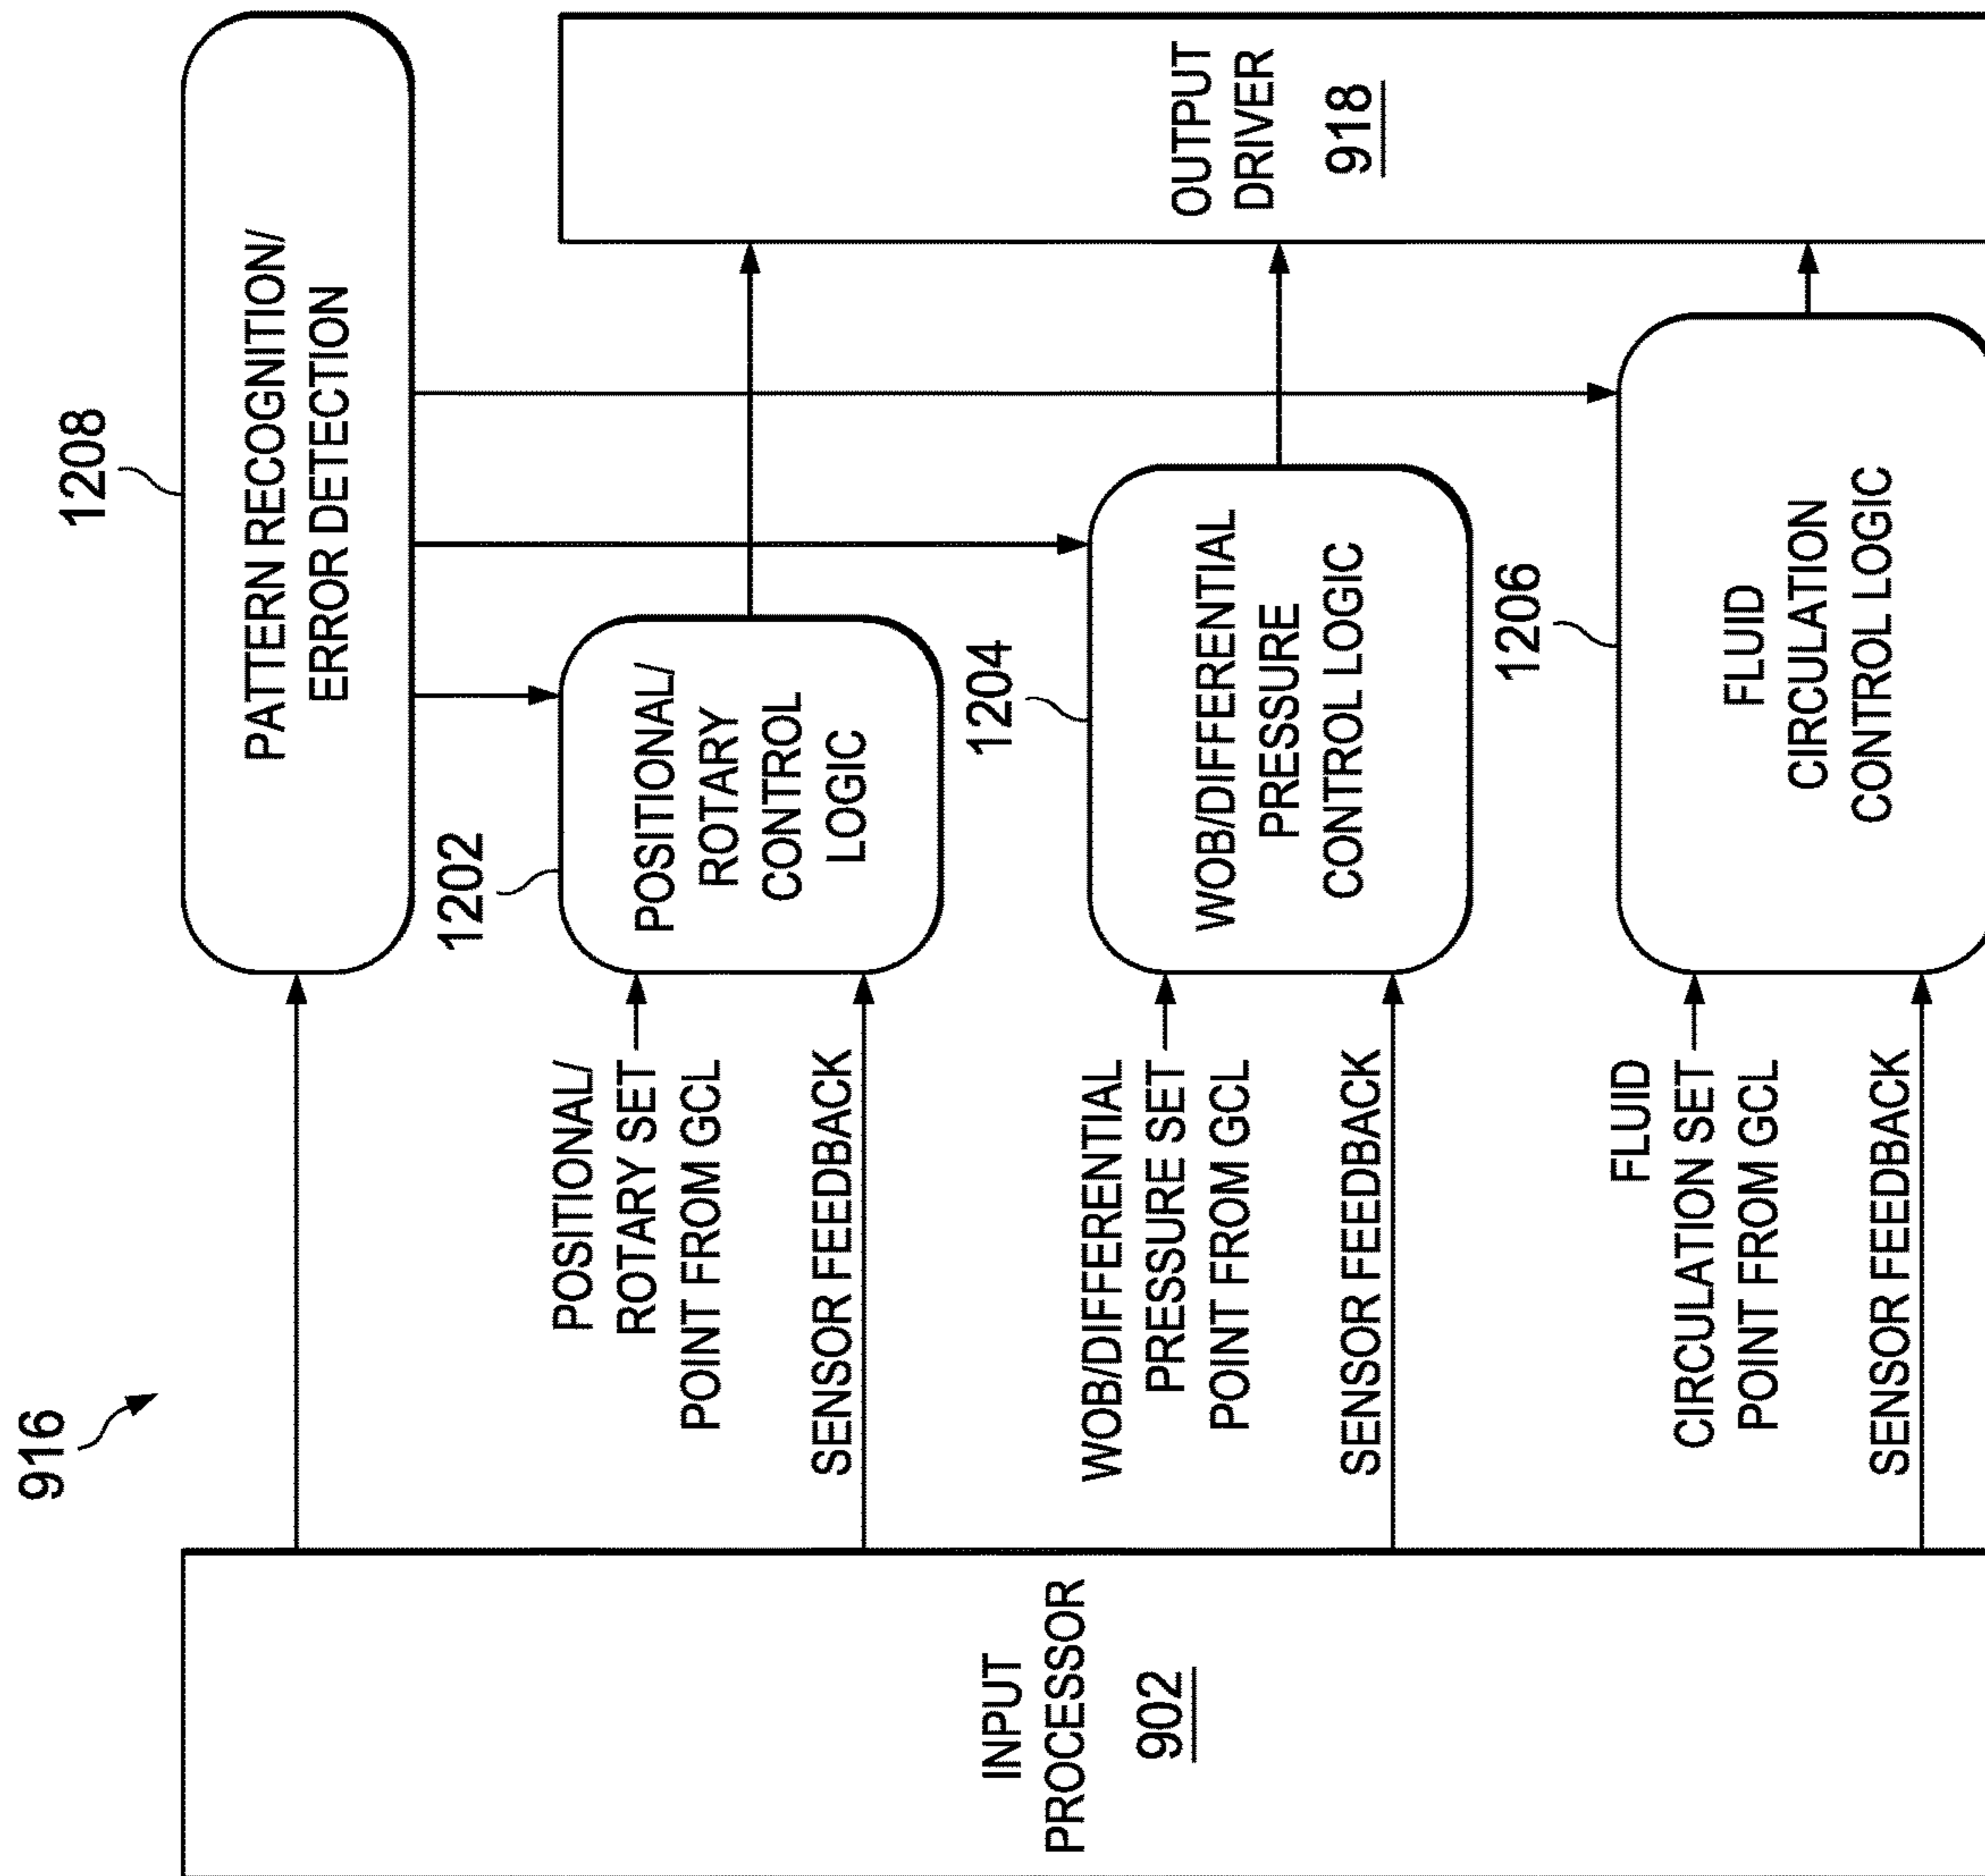 916
1208
PATTERN RECOGNITION/
ERROR DETECTION
1202
POSITIONAL/
ROTARY SET
POINT FROM GCL
SENSOR FEEDBACK
POSITIONAL/
ROTARY
CONTROL
LOGIC
1204
WOB/DIFFERENTIAL
PRESSURE SET
POINT FROM GCL
SENSOR FEEDBACK
WOB/DIFFERENTIAL
PRESSURE
CONTROL LOGIC
1206
FLUID
CIRCULATION SET
POINT FROM GCL
SENSOR FEEDBACK
FLUID
CIRCULATION
CONTROL LOGIC
INPUT
PROCESSOR
902
OUTPUT
DRIVER
918